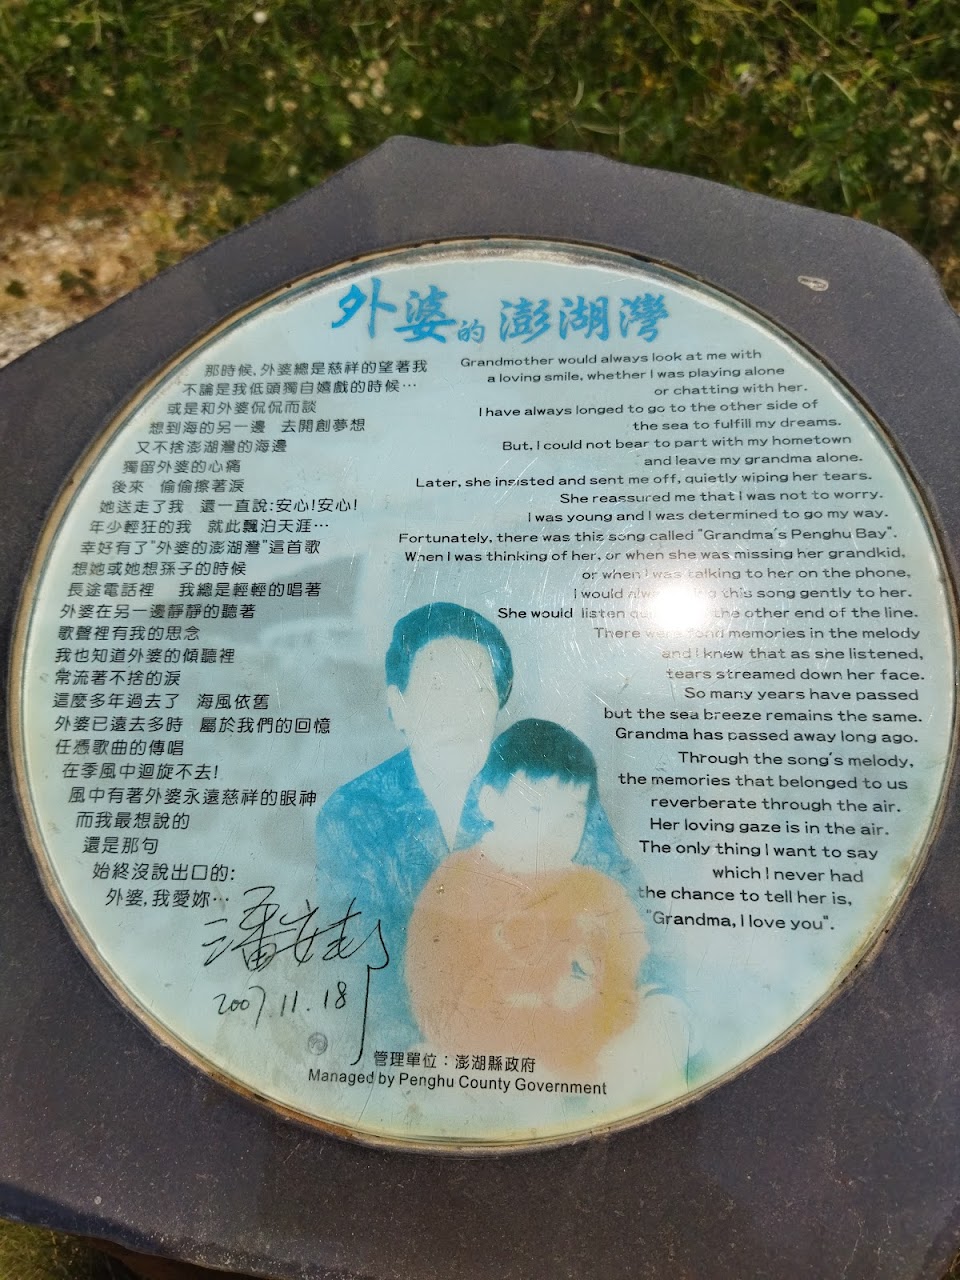 外婆的澎湖灣
那時候,外婆總是慈祥的望著我
不論是我低頭獨自嬉戲的時候…
或是和外婆侃侃而談
想到海的另一邊 去開創夢想
又不捨澎湖灣的海邊
獨留外婆的心痛
後來 偷偷擦著淚
她送走了我 還一直說:安心!安心!
年少輕狂的我 就此飄泊天涯…
幸好有了"外婆的澎湖灣"這首歌
想她或她想孫子的時候
長途電話裡 我總是輕輕的唱著
外婆在另一邊靜靜的聽著
歌聲裡有我的思念
我也知道外婆的傾聽裡
常流著不捨的淚
這麼多年過去了 海風依舊
外婆已遠去多時 屬於我們的回憶
任憑歌曲的傳唱
在季風中迴旋不去!
風中有著外婆永遠慈祥的眼神
而我最想說的
還是那句
始終沒說出口的:
外婆,我愛妳…
潘安邦
2007.11.18
Grandmother would always look at me with
a loving smile, whether I was playing alone
or chatting with her.
I have always longed to go to the other side of
the sea to fulfill my dreams.
But, I could not bear to part with my hometown
and leave my grandma alone.
Later, she insisted and sent me off, quietly wiping her tears.
She reassured me that I was not to worry.
I was young and I was determined to go my way.
Fortunately, there was this song called "Grandma's Penghu Bay".
When I was thinking of her, or when she was missing her grandkid,
or when I was talking to her on the phone,
I would this song gently to her.
She would listen the other end of the line.
There were fond memories in the melody
and I knew that as she listened,
tears streamed down her face.
So many years have passed
but the sea breeze remains the same.
Grandma has passed away long ago.
Through the song's melody,
the memories that belonged to us
reverberate through the air.
Her loving gaze is in the air.
The only thing I want to say
which I never had
the chance to tell her is,
"Grandma, I love you".
管理單位：澎湖縣政府
Managed by Penghu County Government